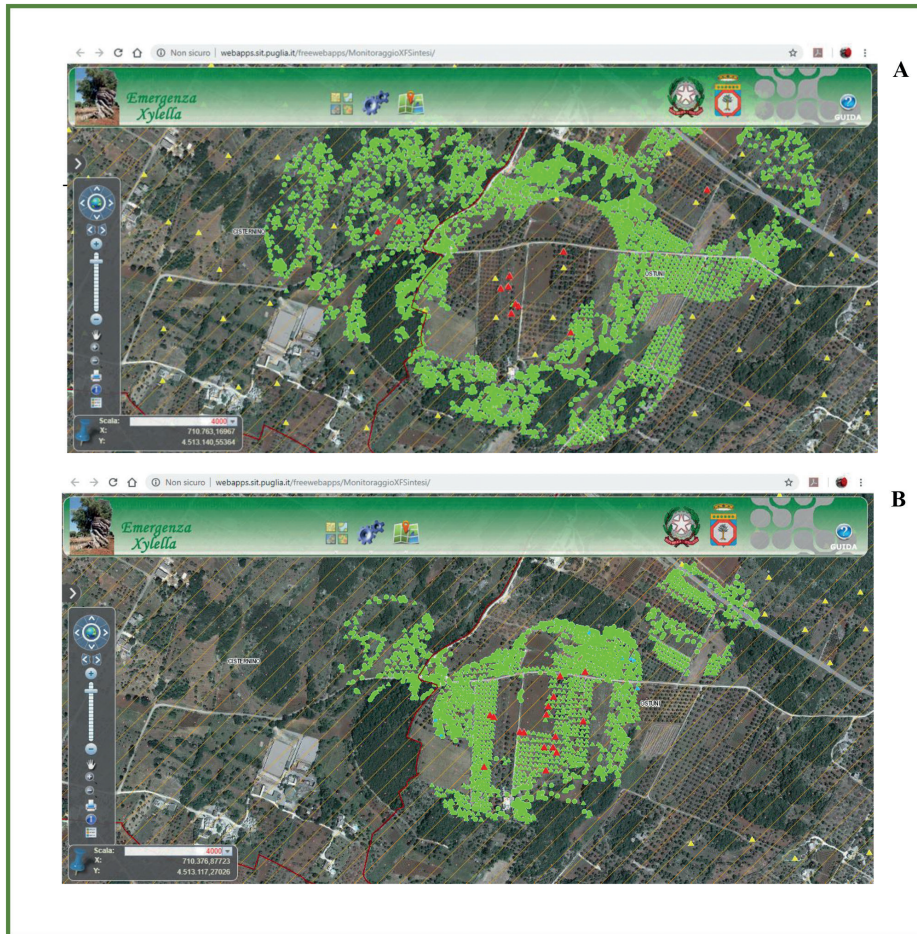 A
Non sicuro | webapps.sit.puglia.it/freewebapps/MonitoraggioXFSintesi/
Emergenza
Xylella
GUIDA
CISTERNINO
OSTUNI
Scala: 4000
X: 710.763,16967
Y: 4.513.140,55364
B
Non sicuro | webapps.sit.puglia.it/freewebapps/MonitoraggioXFSintesi/
Emergenza
Xylella
GUIDA
CISTERNINO
OSTUNI
Scala: 4000
X: 710.376,87723
Y: 4.513.117,27026